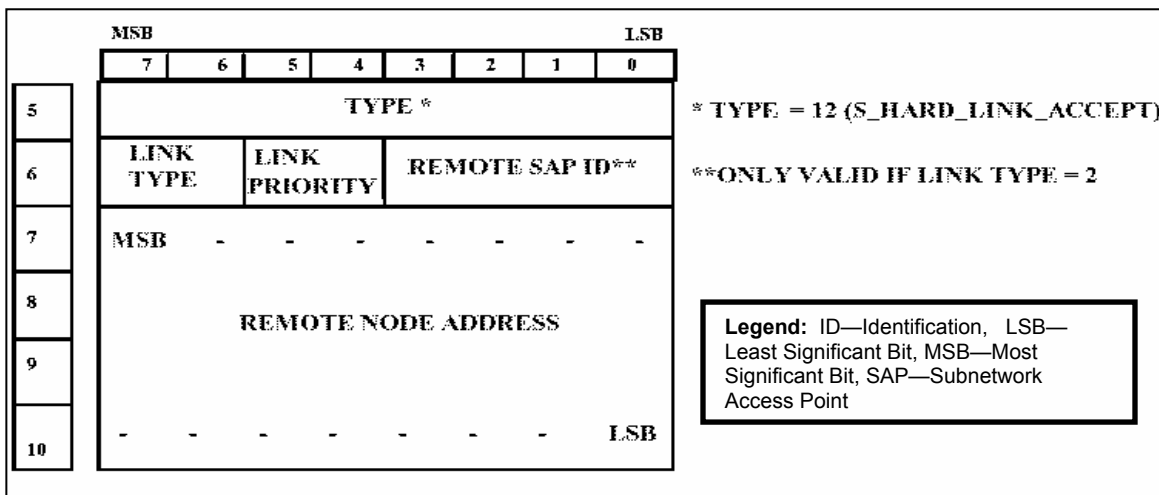 MSB LSB
7 6 5 4 3 2 1 0
5 TYPE * * TYPE = 12 (S_HARD_LINK_ACCEPT)
6 LINK TYPE LINK PRIORITY REMOTE SAP ID** **ONLY VALID IF LINK TYPE = 2
7 MSB - - - - - - -
8
REMOTE NODE ADDRESS
9
10 - - - - - - - LSB
Legend: ID—Identification, LSB—
Least Significant Bit, MSB—Most
Significant Bit, SAP—Subnetwork
Access Point